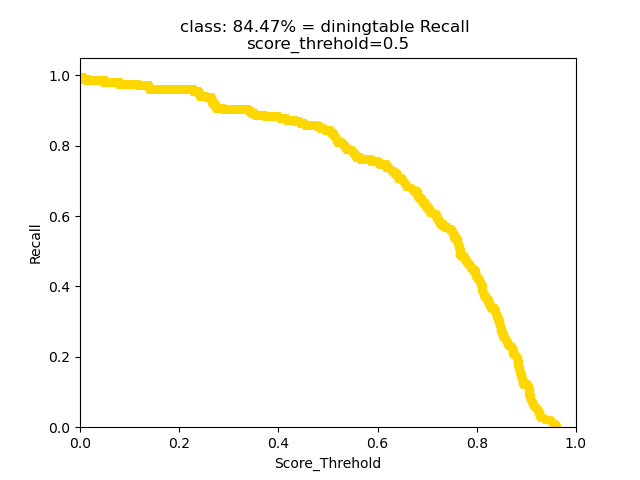 class: 84.47% = diningtable Recall
score_threhold=0.5
1.0
0.8
0.6
0.4
0.2
0.0
Recall
0.0 0.2 0.4 0.6 0.8 1.0
Score_Threhold